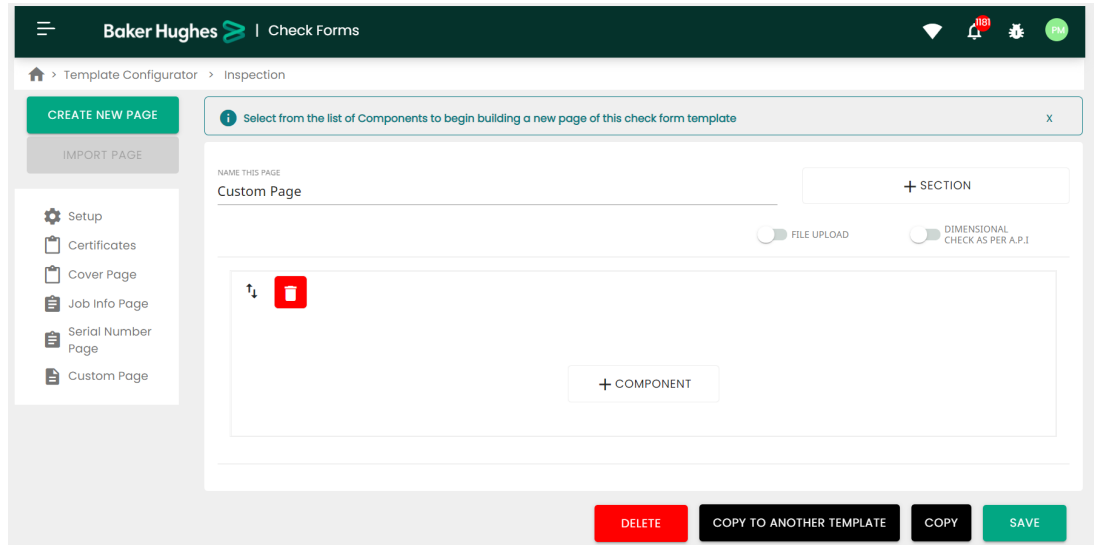 Baker Hughes | Check Forms
1181
PM
> Template Configurator > Inspection
CREATE NEW PAGE
IMPORT PAGE
Setup
Certificates
Cover Page
Job Info Page
Serial Number
Page
Custom Page
Select from the list of Components to begin building a new page of this check form template
X
NAME THIS PAGE
Custom Page
+ SECTION
FILE UPLOAD
DIMENSIONAL
CHECK AS PER A.P.I
+ COMPONENT
DELETE
COPY TO ANOTHER TEMPLATE
COPY
SAVE